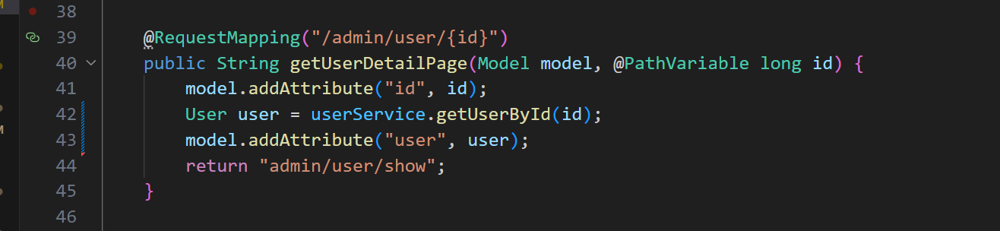 38
39 @RequestMapping("/admin/user/{id}")
40 public String getUserDetailPage(Model model, @PathVariable long id) {
41 model.addAttribute("id", id);
42 User user = userService.getUserById(id);
43 model.addAttribute("user", user);
44 return "admin/user/show";
45 }
46